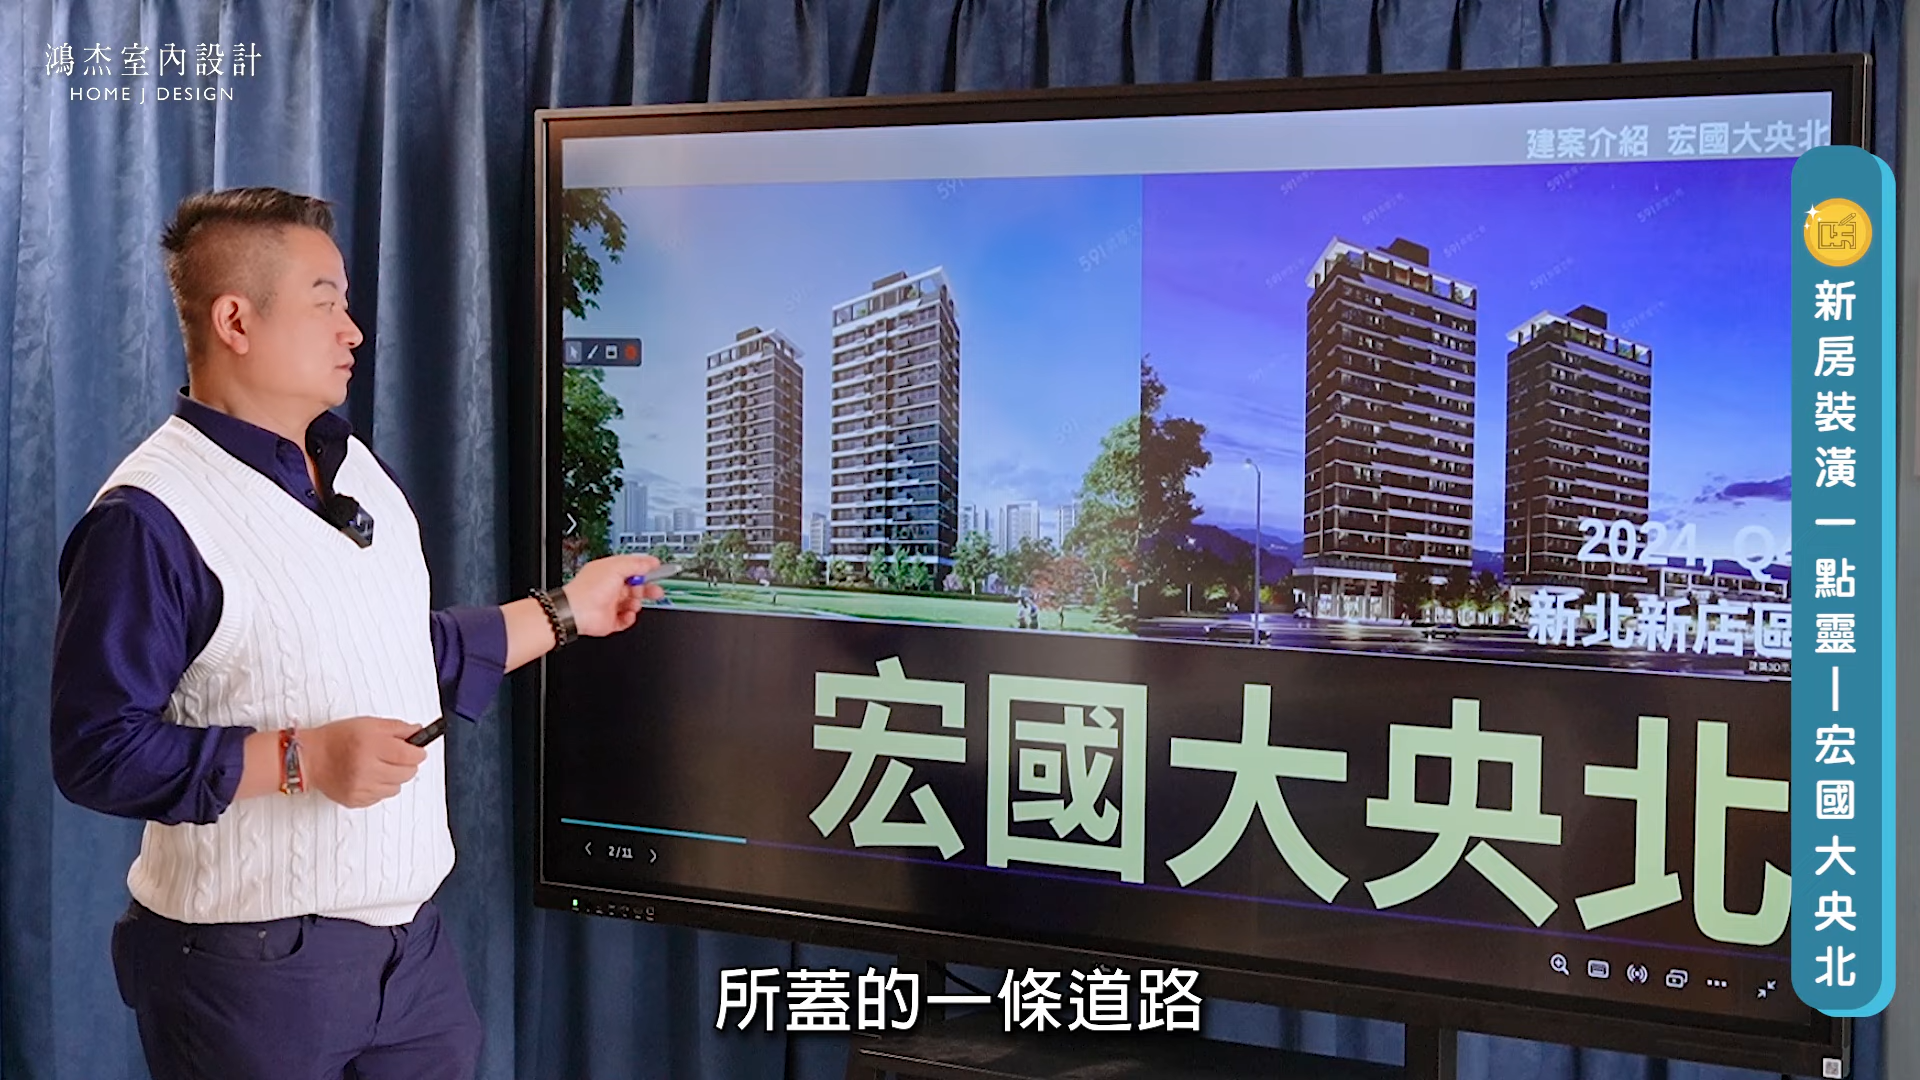 鴻杰室內設計
HOME J DESIGN
建案介紹 宏國大央北
591
2024, Q
新北新店區
宏國大央北
2/11
新房裝潢一點靈—宏國大央北
所蓋的一條道路